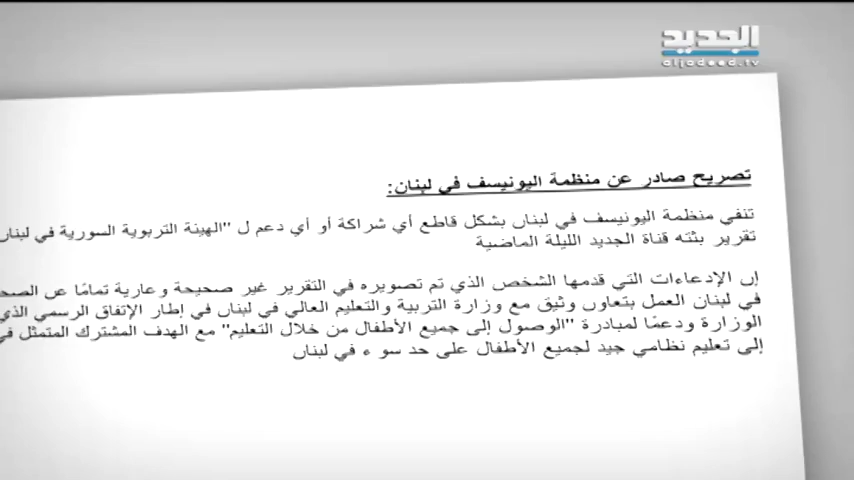 الجديد
aljadeed.tv
تصريح صادر عن منظمة اليونيسف في لبنان:
تنفي منظمة اليونيسف في لبنان بشكل قاطع أي شراكة أو أي دعم ل "الهيئة التربوية السورية في لبنان
تقرير بثته قناة الجديد الليلة الماضية
إن الإدعاءات التي قدمها الشخص الذي تم تصويره في التقرير غير صحيحة وعارية تمامًا عن الصح
في لبنان العمل بتعاون وثيق مع وزارة التربية والتعليم العالي في لبنان في إطار الإتفاق الرسمي الذي
الوزارة ودعمًا لمبادرة "الوصول إلى جميع الأطفال من خلال التعليم" مع الهدف المشترك المتمثل في
إلى تعليم نظامي جيد لجميع الأطفال على حد سو ء في لبنان